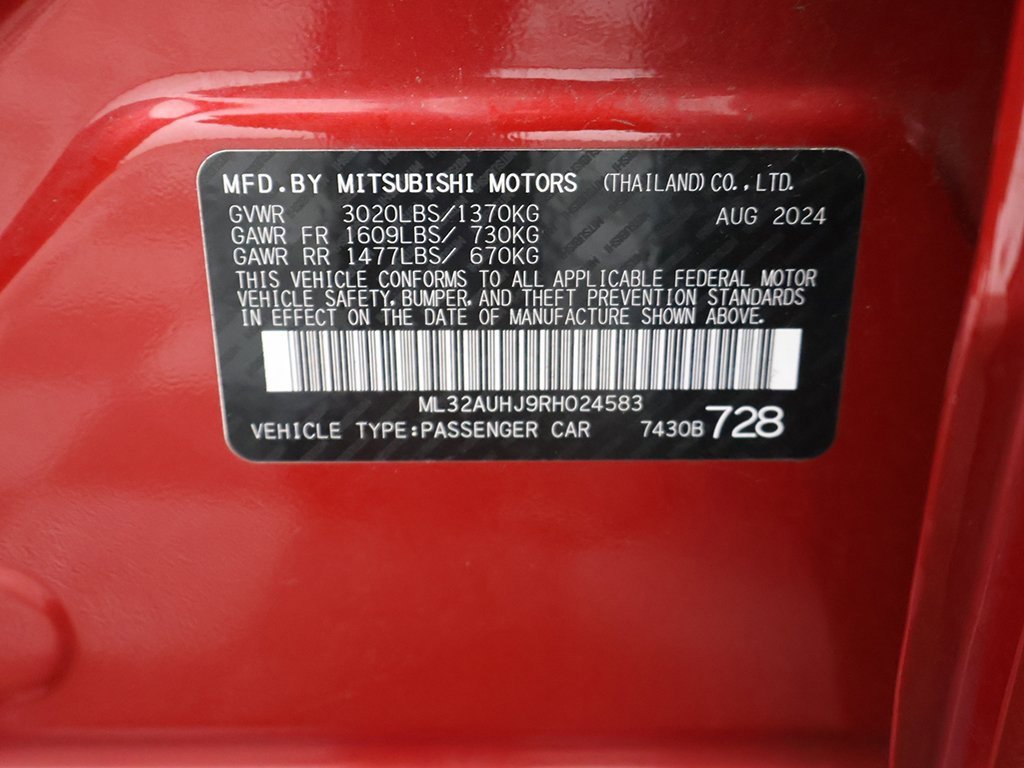 MFD.BY MITSUBISHI MOTORS (THAILAND) CO., LTD.
GVWR 3020LBS/1370KG AUG 2024
GAWR FR 1609LBS/ 730KG
GAWR RR 1477LBS/ 670KG
THIS VEHICLE CONFORMS TO ALL APPLICABLE FEDERAL MOTOR
VEHICLE SAFETY, BUMPER, AND THEFT PREVENTION STANDARDS
IN EFFECT ON THE DATE OF MANUFACTURE SHOWN ABOVE.
ML32AUHJ9RH024583
VEHICLE TYPE:PASSENGER CAR 7430B 728